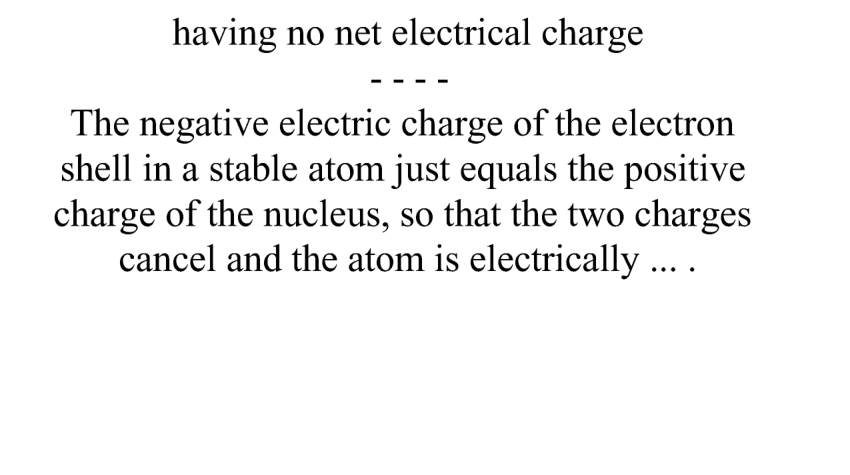 having no net electrical charge
- - - -
The negative electric charge of the electron
shell in a stable atom just equals the positive
charge of the nucleus, so that the two charges
cancel and the atom is electrically ... .